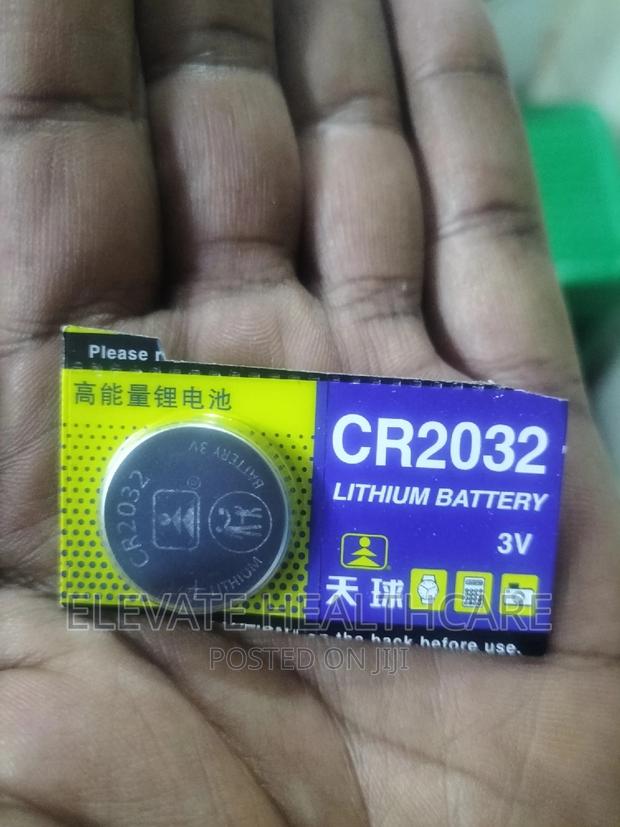 Please
高能量锂电池
CR2032
BATTERY 3V
LITHIUM
CR2032
LITHIUM BATTERY
3V
天球
the back before use.
ELEVATE HEALTHCARE
POSTED ON JIJI